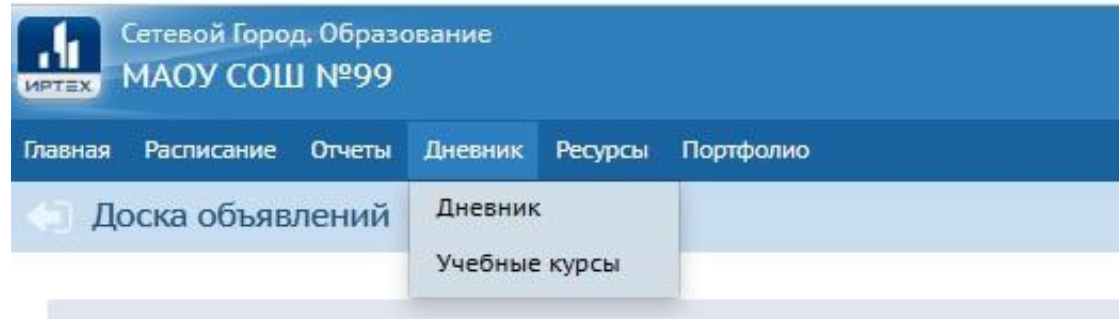 Сетевой Город. Образование
ИРТЕХ МАОУ СОШ №99
Главная Расписание Отчеты Дневник Ресурсы Портфолио
Доска объявлений
Дневник
Учебные курсы